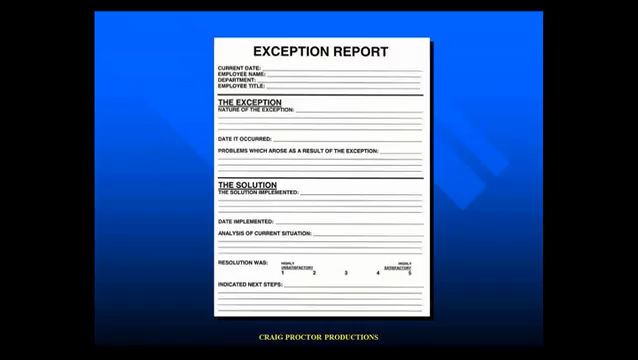 EXCEPTION REPORT
CURRENT DATE:
EMPLOYEE NAME:
DEPARTMENT:
EMPLOYEE TITLE:
THE EXCEPTION
NATURE OF THE EXCEPTION:
DATE IT OCCURRED:
PROBLEMS WHICH AROSE AS A RESULT OF THE EXCEPTION:
THE SOLUTION
THE SOLUTION IMPLEMENTED:
DATE IMPLEMENTED:
ANALYSIS OF CURRENT SITUATION:
HIGHLY HIGHLY
RESOLUTION WAS: UNSATISFACTORY SATISFACTORY
1 2 3 4 5
INDICATED NEXT STEPS:
CRAIG PROCTOR PRODUCTIONS